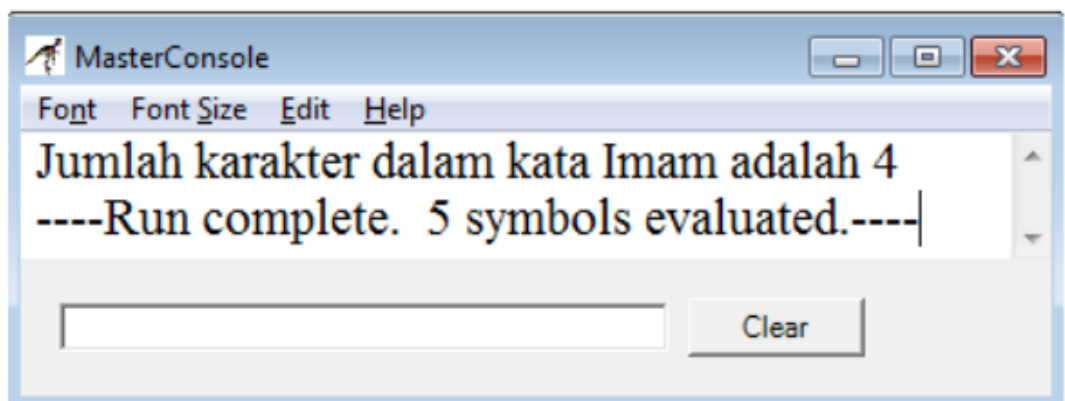 MasterConsole
Font Font Size Edit Help
Jumlah karakter dalam kata Imam adalah 4
----Run complete.  5 symbols evaluated.----
Clear